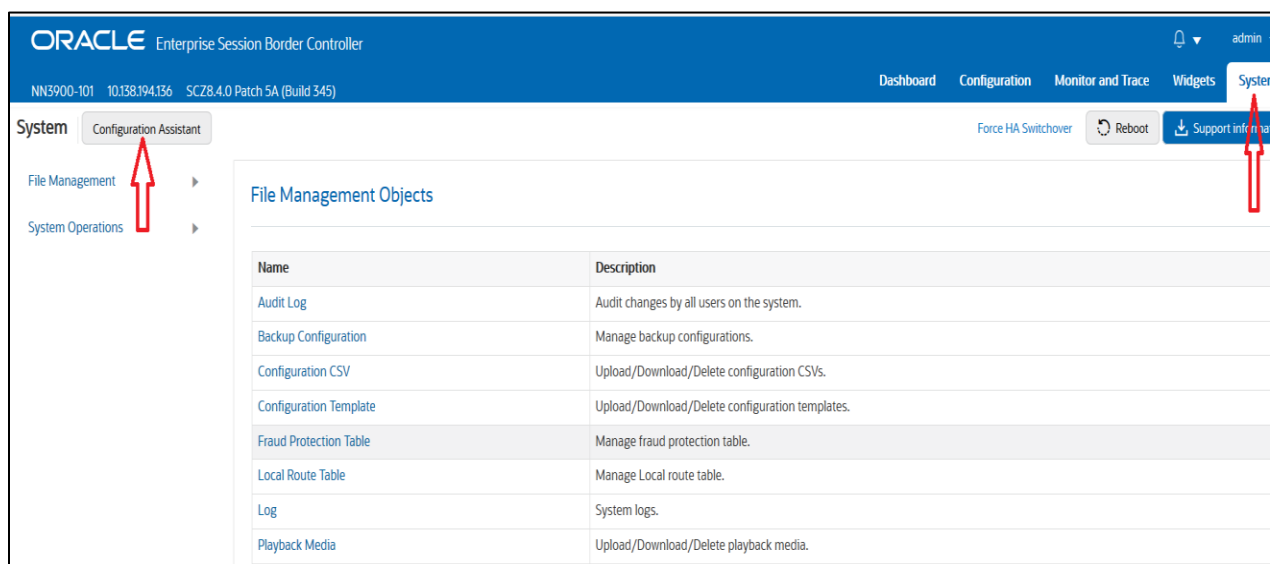 ORACLE Enterprise Session Border Controller
admin
NN3900-101 10.138.194.136 SCZ8.4.0 Patch 5A (Build 345)
Dashboard Configuration Monitor and Trace Widgets System
System Configuration Assistant
Force HA Switchover Reboot Support informa
File Management
System Operations
File Management Objects
Name Description
Audit Log Audit changes by all users on the system.
Backup Configuration Manage backup configurations.
Configuration CSV Upload/Download/Delete configuration CSVs.
Configuration Template Upload/Download/Delete configuration templates.
Fraud Protection Table Manage fraud protection table.
Local Route Table Manage Local route table.
Log System logs.
Playback Media Upload/Download/Delete playback media.